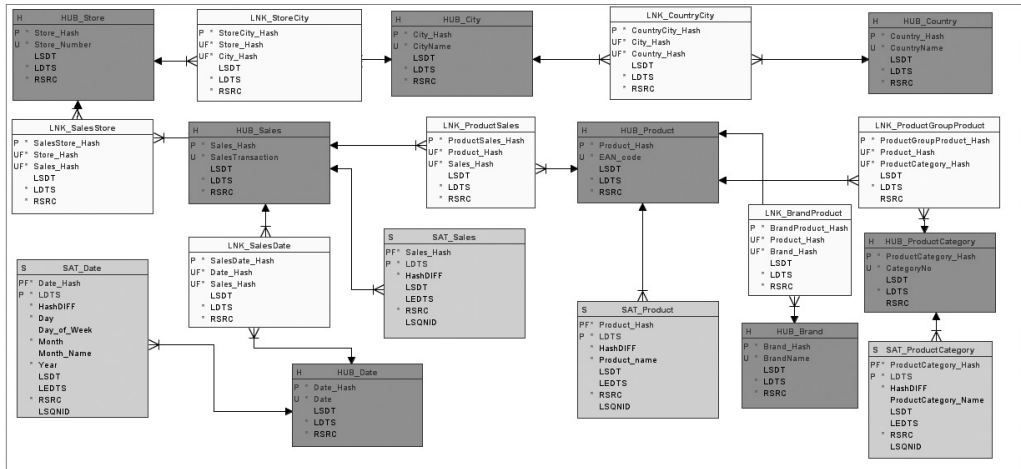 H HUB_Store
P * Store_Hash
U * Store_Number
LSDT
* LDTS
* RSRC
LNK_StoreCity
P * StoreCity_Hash
UF* Store_Hash
UF* City_Hash
LSDT
* LDTS
* RSRC
H HUB_City
P * City_Hash
U * CityName
LSDT
* LDTS
* RSRC
LNK_CountryCity
P * CountryCity_Hash
UF* City_Hash
UF* Country_Hash
LSDT
* LDTS
* RSRC
H HUB_Country
P * Country_Hash
U * CountryName
LSDT
* LDTS
* RSRC
LNK_SalesStore
P * SalesStore_Hash
UF* Store_Hash
UF* Sales_Hash
LSDT
* LDTS
* RSRC
H HUB_Sales
P * Sales_Hash
U * SalesTransaction
LSDT
* LDTS
* RSRC
LNK_ProductSales
P * ProductSales_Hash
UF* Product_Hash
UF* Sales_Hash
LSDT
* LDTS
* RSRC
H HUB_Product
P * Product_Hash
U * EAN_code
LSDT
* LDTS
* RSRC
LNK_ProductGroupProduct
P * ProductGroupProduct_Hash
UF* Product_Hash
UF* ProductCategory_Hash
LSDT
* LDTS
RSRC
LNK_SalesDate
P * SalesDate_Hash
UF* Date_Hash
UF* Sales_Hash
LSDT
* LDTS
* RSRC
S SAT_Sales
PF* Sales_Hash
P * LDTS
* HashDIFF
LSDT
LEDTS
* RSRC
LSQNID
LNK_BrandProduct
P * BrandProduct_Hash
UF* Product_Hash
UF* Brand_Hash
LSDT
* LDTS
* RSRC
H HUB_ProductCategory
P * ProductCategory_Hash
U * CategoryNo
LSDT
* LDTS
RSRC
S SAT_Date
PF* Date_Hash
P * LDTS
* HashDIFF
* Day
Day_of_Week
* Month
Month_Name
* Year
LSDT
LEDTS
* RSRC
LSQNID
S SAT_Product
PF* Product_Hash
P * LDTS
* HashDIFF
* Product_name
LSDT
LEDTS
* RSRC
LSQNID
H HUB_Brand
P * Brand_Hash
U * BrandName
LSDT
* LDTS
* RSRC
S SAT_ProductCategory
PF* ProductCategory_Hash
P * LDTS
* HashDIFF
ProductCategory_Name
LSDT
LEDTS
* RSRC
LSQNID
H HUB_Date
P * Date_Hash
U * Date
LSDT
* LDTS
* RSRC